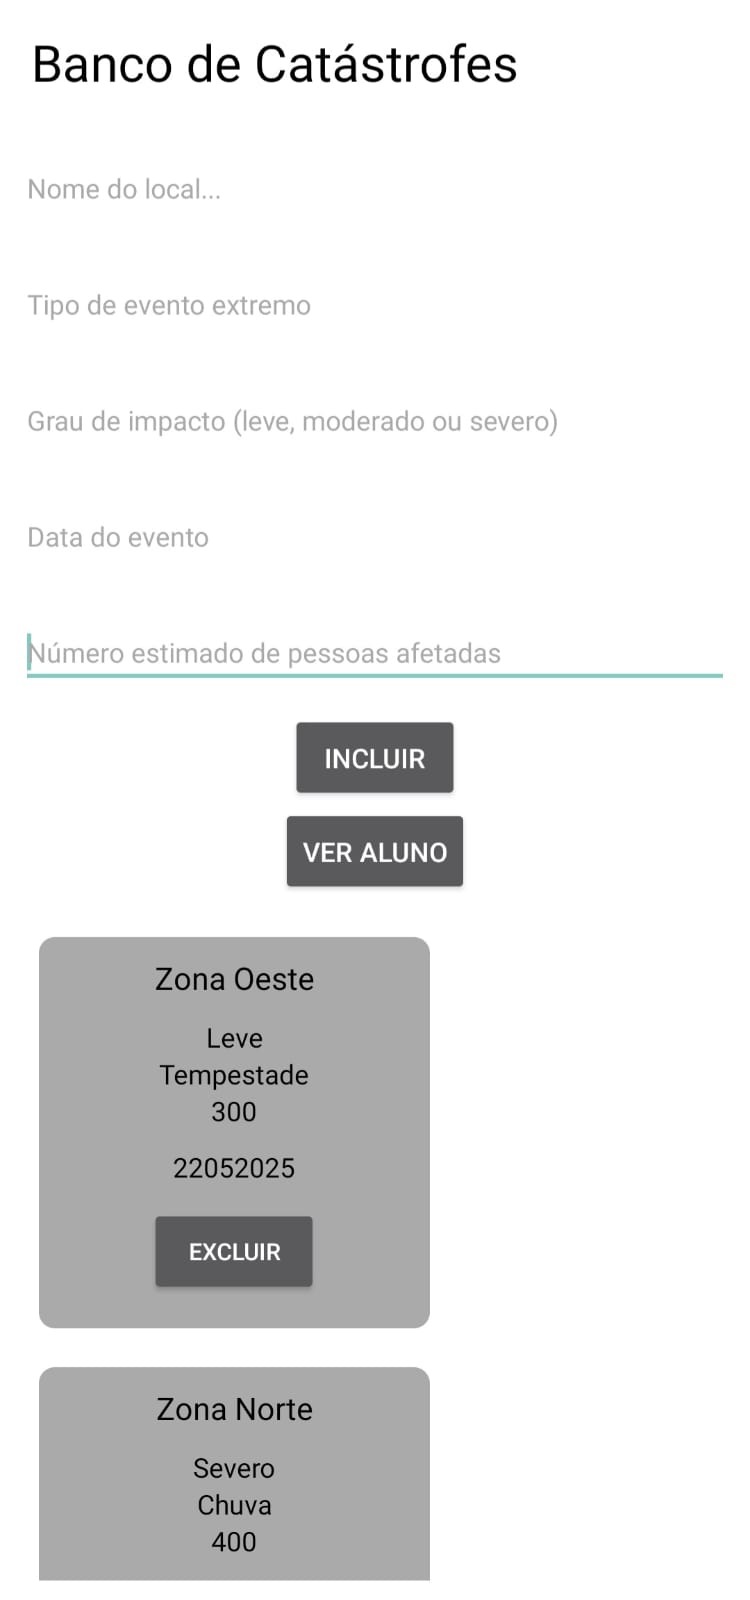 Banco de Catástrofes
Nome do local...
Tipo de evento extremo
Grau de impacto (leve, moderado ou severo)
Data do evento
Número estimado de pessoas afetadas
INCLUIR
VER ALUNO
Zona Oeste
Leve
Tempestade
300
22052025
EXCLUIR
Zona Norte
Severo
Chuva
400